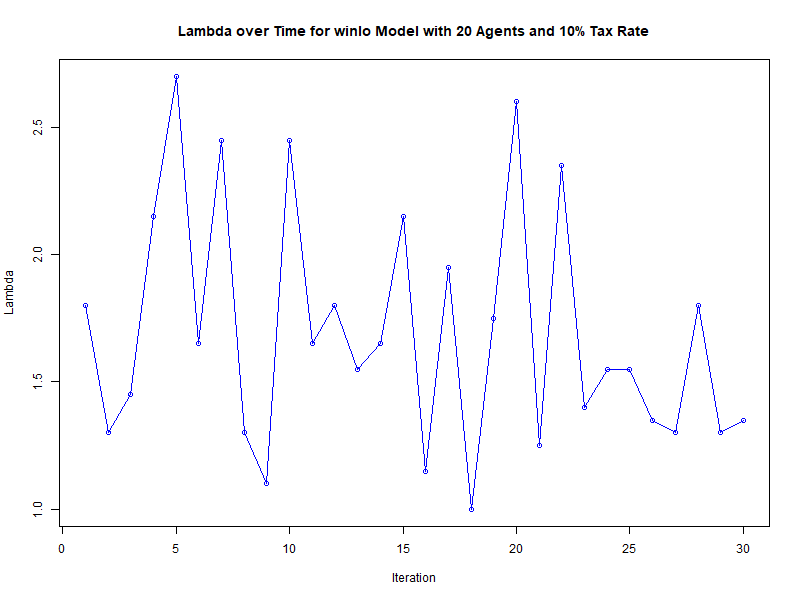 Lambda over Time for winlo Model with 20 Agents and 10% Tax Rate
Lambda
2.5
2.0
1.5
1.0
0 5 10 15 20 25 30
Iteration